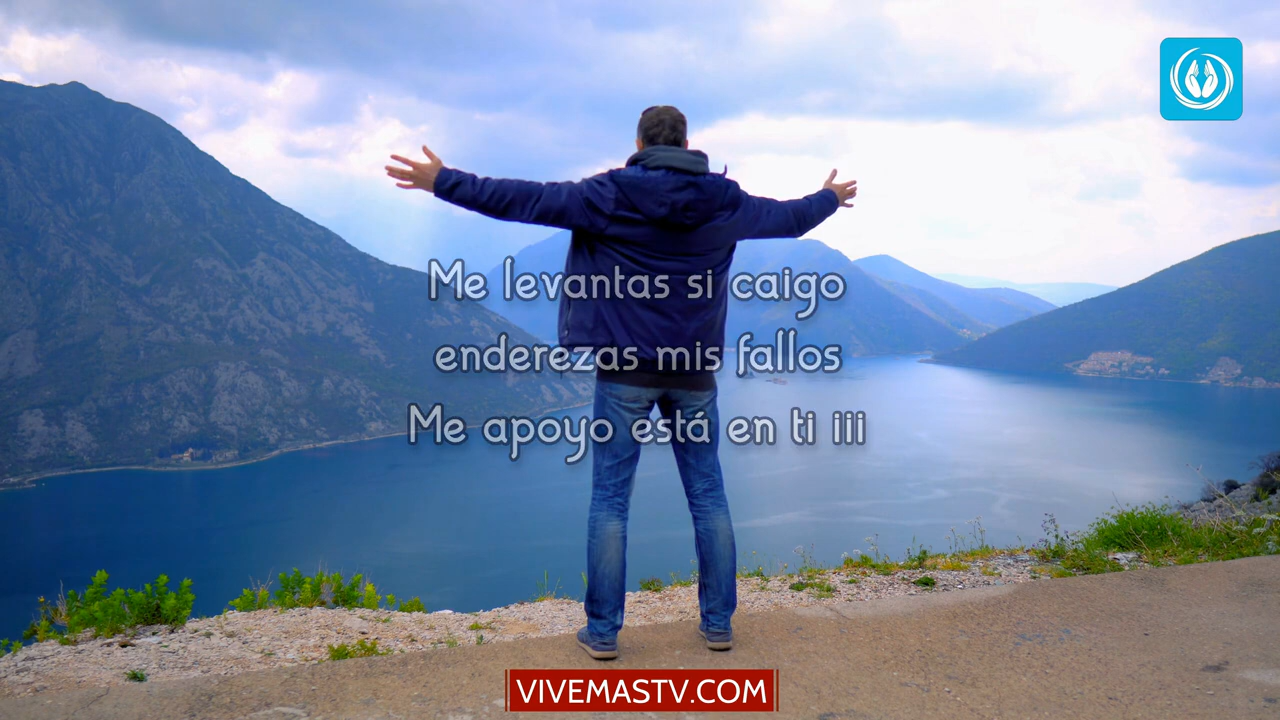 Me levantas si caigo
enderezas mis fallos
Me apoyo está en ti iii
VIVEMASTV.COM